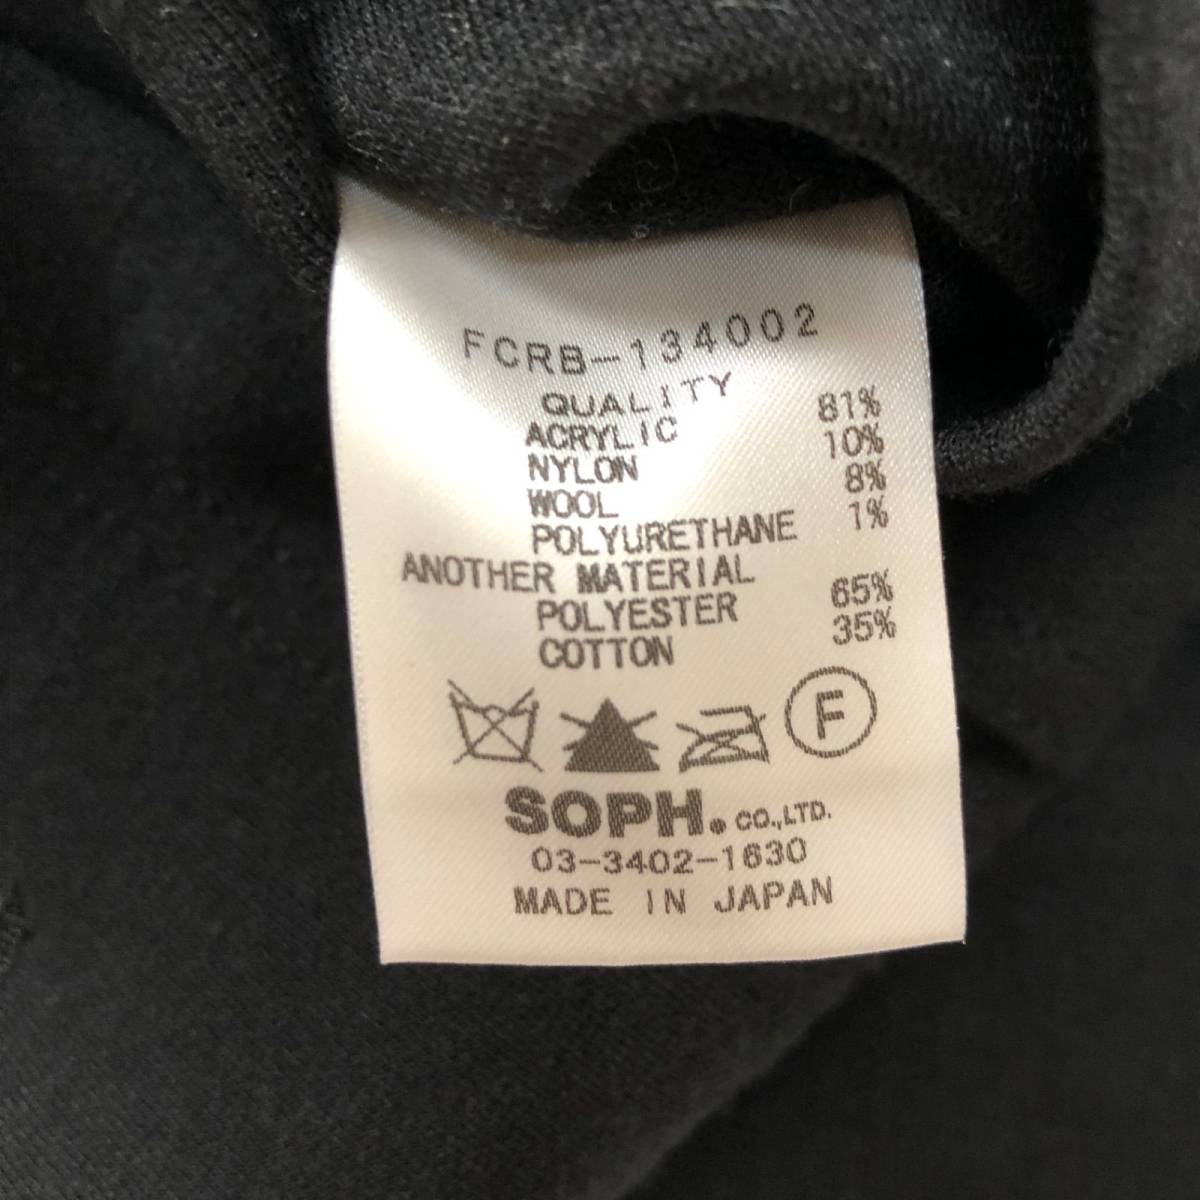 FCRB-134002
QUALITY
ACRYLIC 81%
NYLON 10%
WOOL 8%
POLYURETHANE 1%
ANOTHER MATERIAL
POLYESTER 65%
COTTON 35%
F
SOPH. CO.,LTD.
03-3402-1630
MADE IN JAPAN